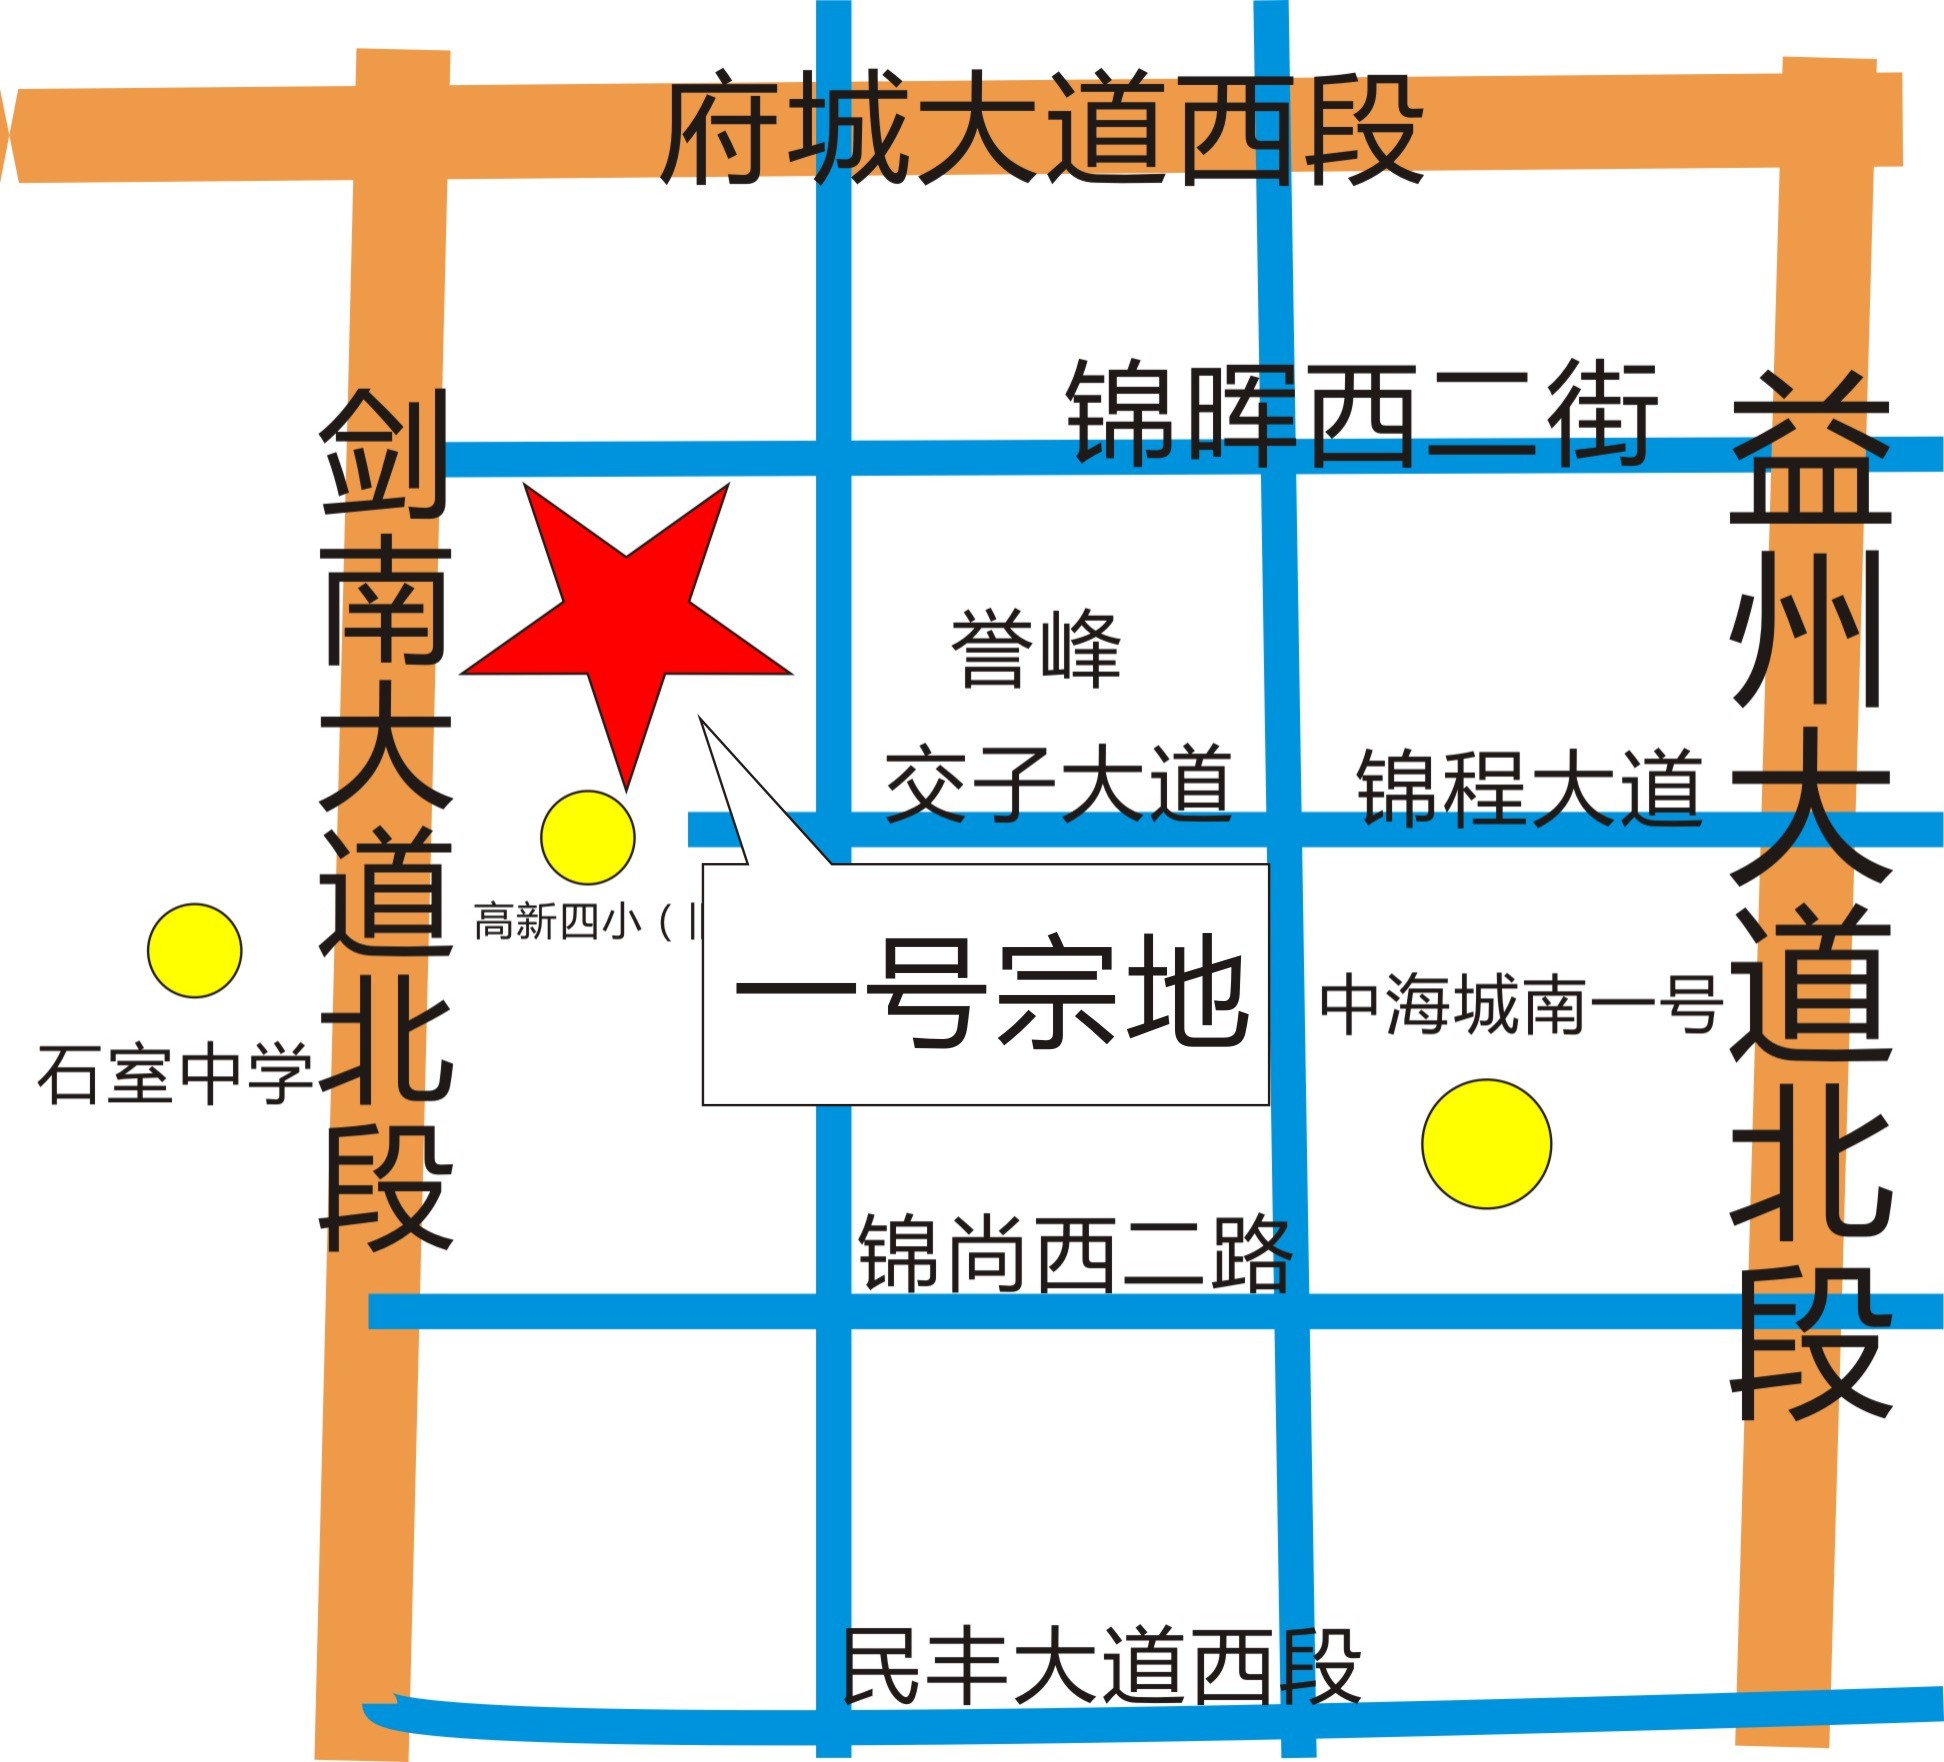 府城大道西段
锦晖西二街
剑南大道北段
益州大道北段
誉峰
交子大道
锦程大道
高新四小（
一号宗地
中海城南一号
石室中学
锦尚西二路
民丰大道西段